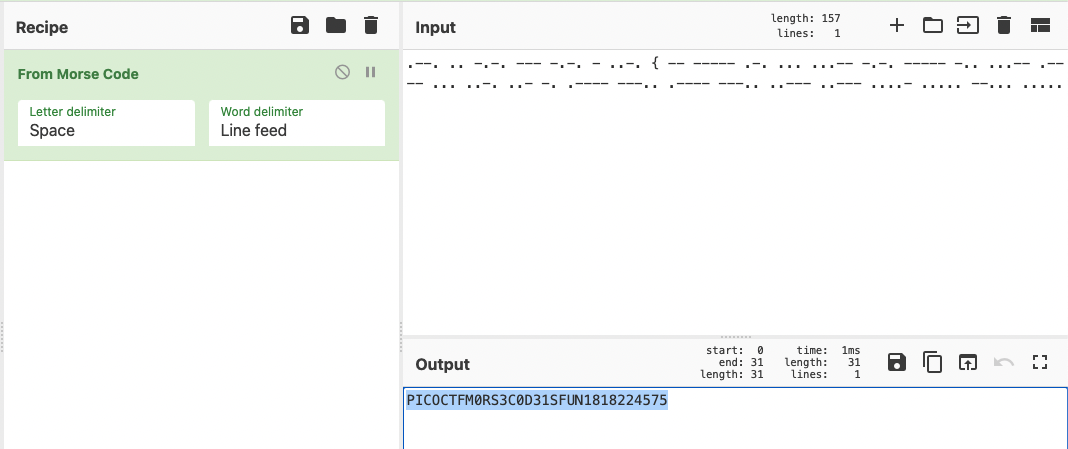 Recipe
From Morse Code
Letter delimiter
Space
Word delimiter
Line feed
Input
length: 157
lines: 1
.--. .. -.-. --- -.-. - ..-. { -- ----- .-. ... ...-- -.-. ----- -.. ...-- .--
-- ... ..-. ..- -. .---- ---.. .---- ---.. ..--- ..--- ....- ..... --... .....
Output
start: 0 time: 1ms
end: 31 length: 31
length: 31 lines: 1
PICOCTFM0RS3C0D31SFUN1818224575